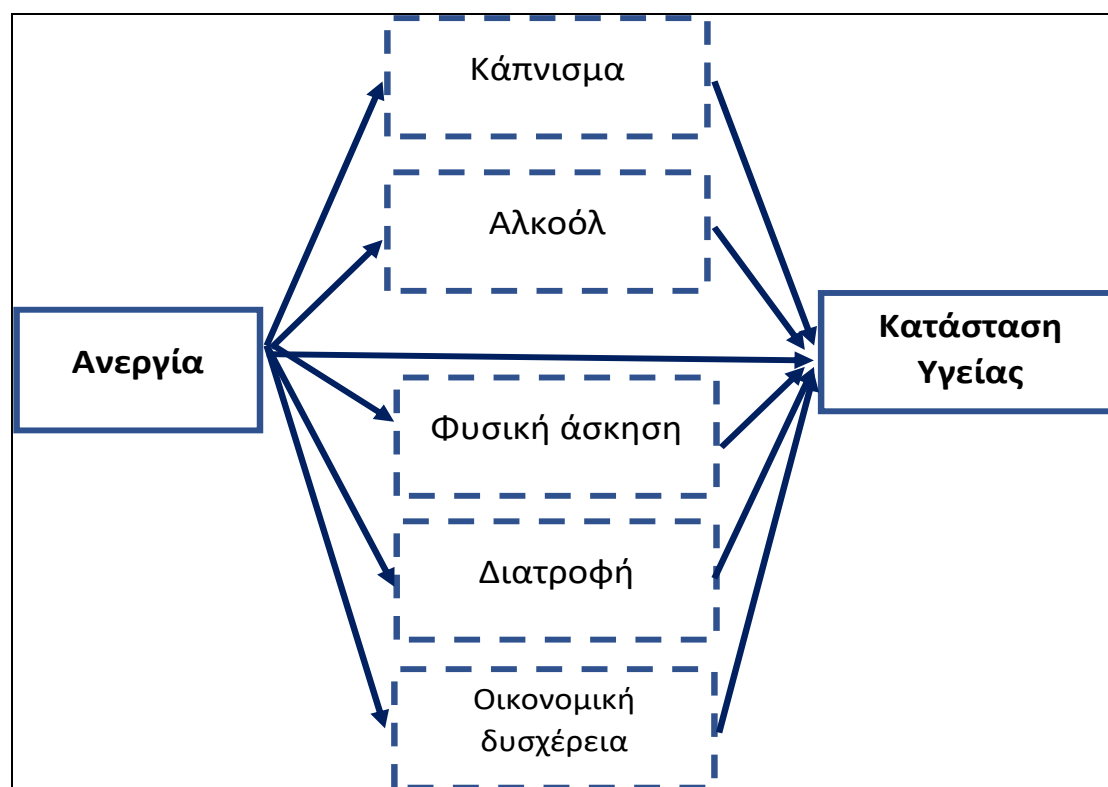 Κάπνισμα
Αλκοόλ
Ανεργία
Κατάσταση
Υγείας
Φυσική άσκηση
Διατροφή
Οικονομική
δυσχέρεια